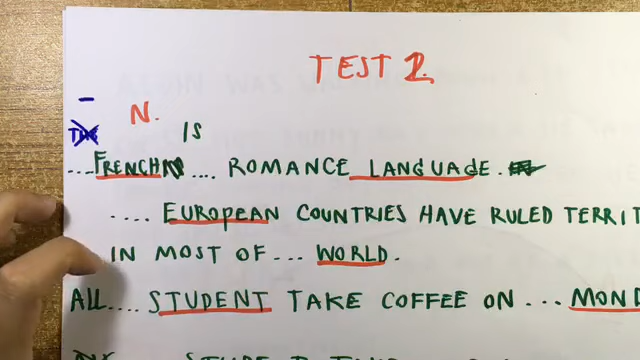 TEST 2
N.
THE IS
....FRENCH.... ROMANCE LANGUAGE.
.... EUROPEAN COUNTRIES HAVE RULED TERRIT
IN MOST OF ... WORLD.
ALL.... STUDENT TAKE COFFEE ON ... MOND